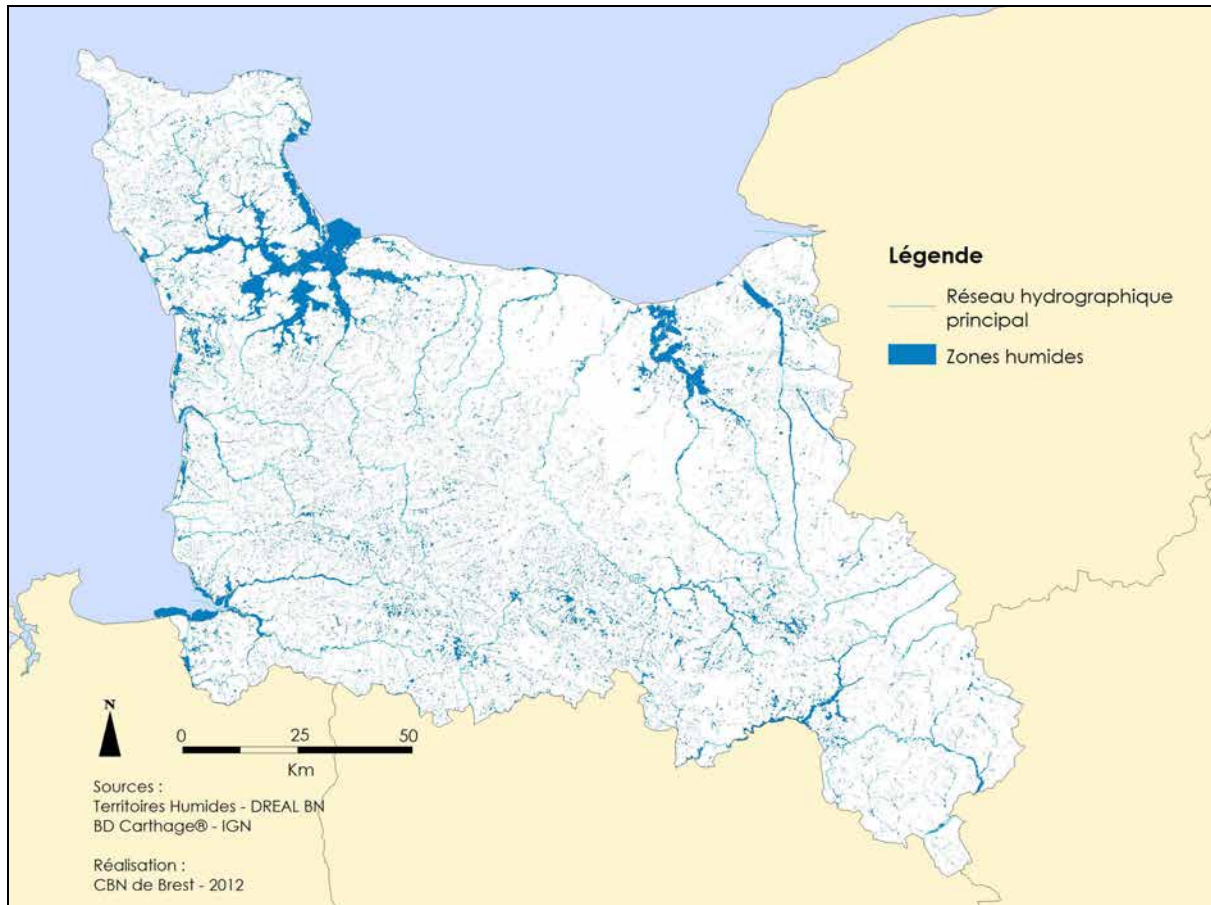 Légende
Réseau hydrographique
principal
Zones humides
N
0 25 50
Km
Sources :
Territoires Humides - DREAL BN
BD Carthage® - IGN
Réalisation :
CBN de Brest - 2012